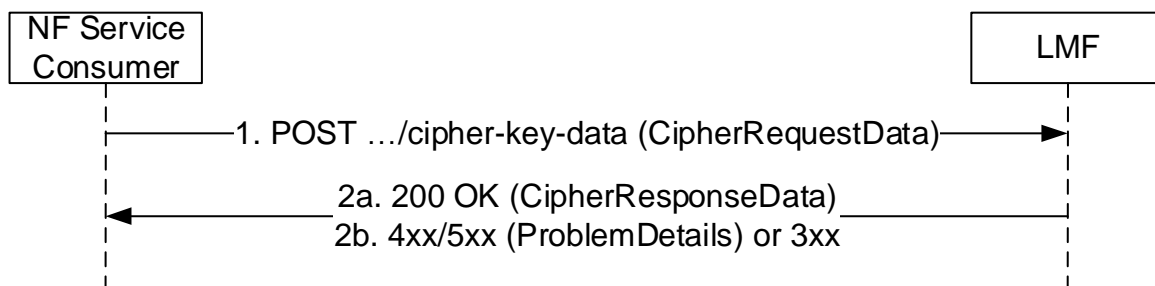 NF Service
Consumer
LMF
1. POST …/cipher-key-data (CipherRequestData)
2a. 200 OK (CipherResponseData)
2b. 4xx/5xx (ProblemDetails) or 3xx